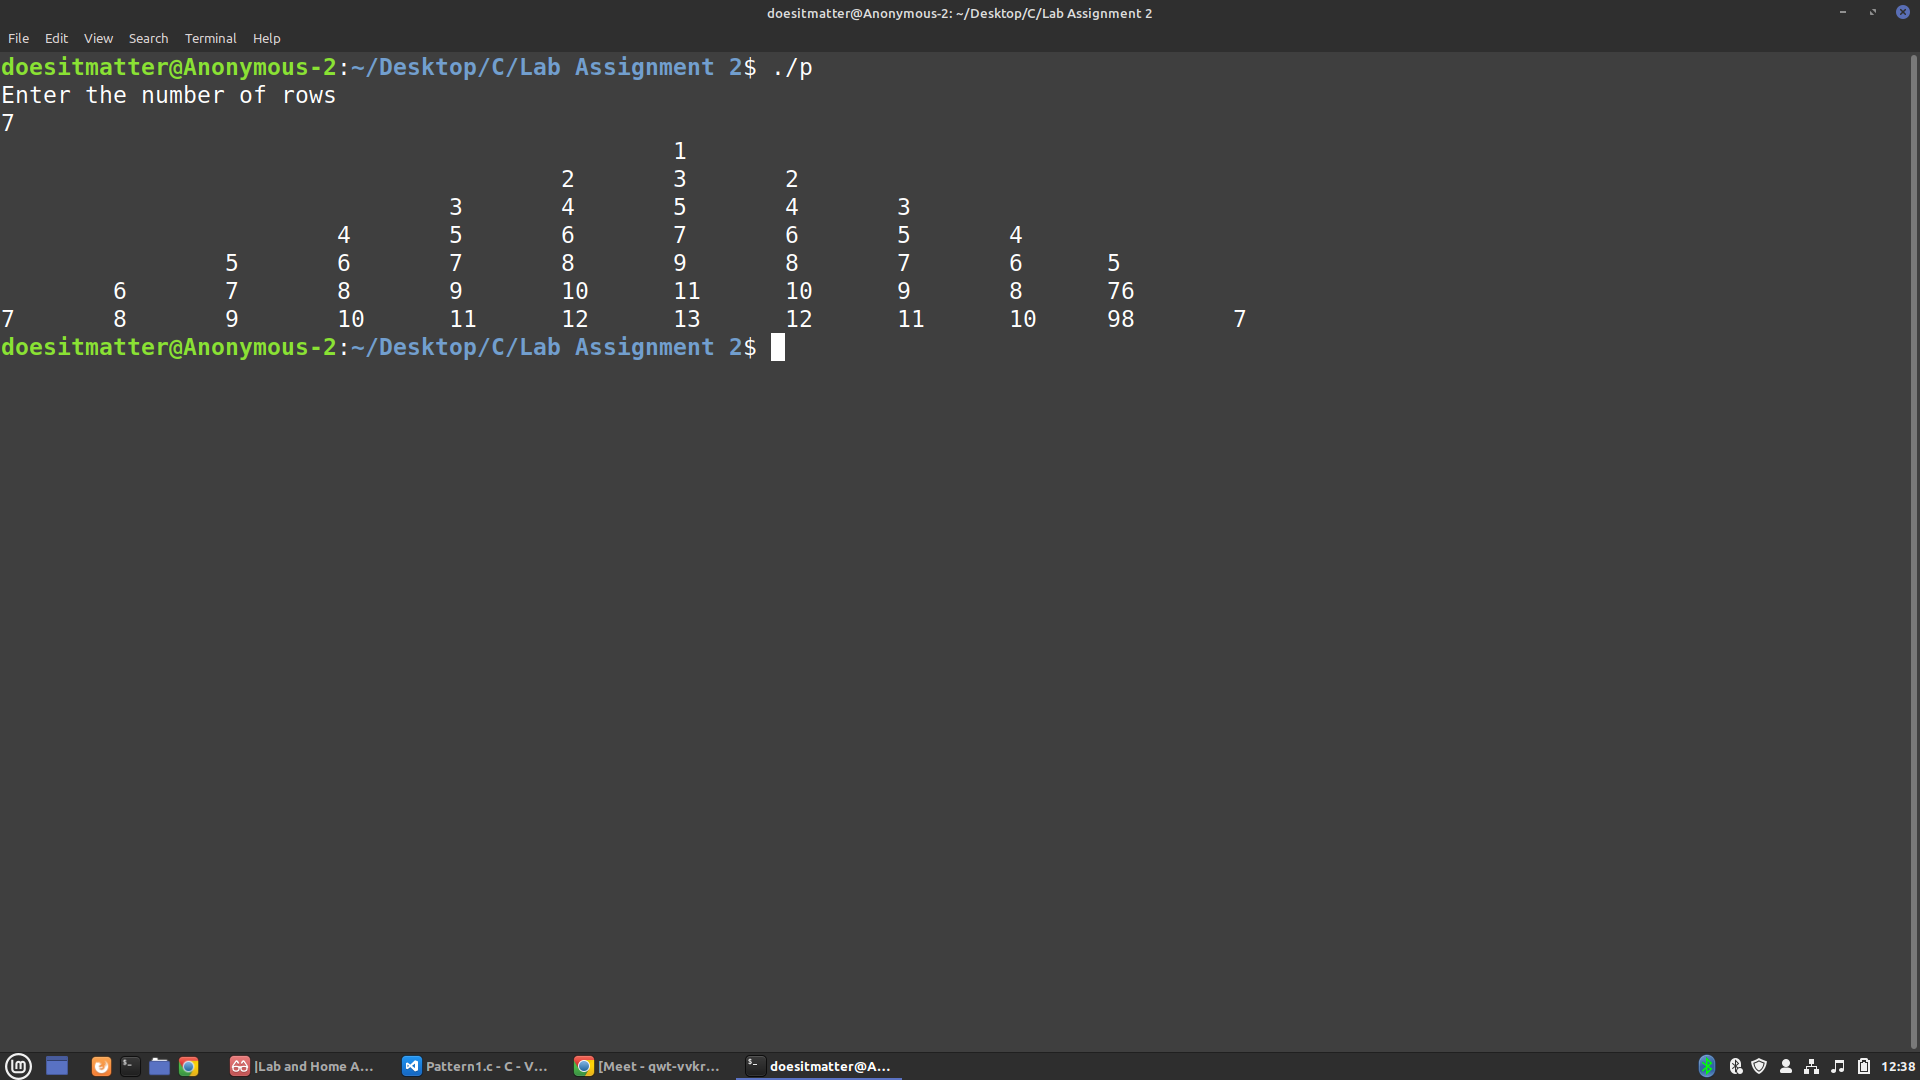 doesitmatter@Anonymous-2: ~/Desktop/C/Lab Assignment 2
File Edit View Search Terminal Help
doesitmatter@Anonymous-2:~/Desktop/C/Lab Assignment 2$ ./p
Enter the number of rows
7
1
2 3 2
3 4 5 4 3
4 5 6 7 6 5 4
5 6 7 8 9 8 7 6 5
6 7 8 9 10 11 10 9 8 76
7 8 9 10 11 12 13 12 11 10 98 7
doesitmatter@Anonymous-2:~/Desktop/C/Lab Assignment 2$
|Lab and Home A... Pattern1.c - C - V... [Meet - qwt-vvkr... doesitmatter@A... 12:38